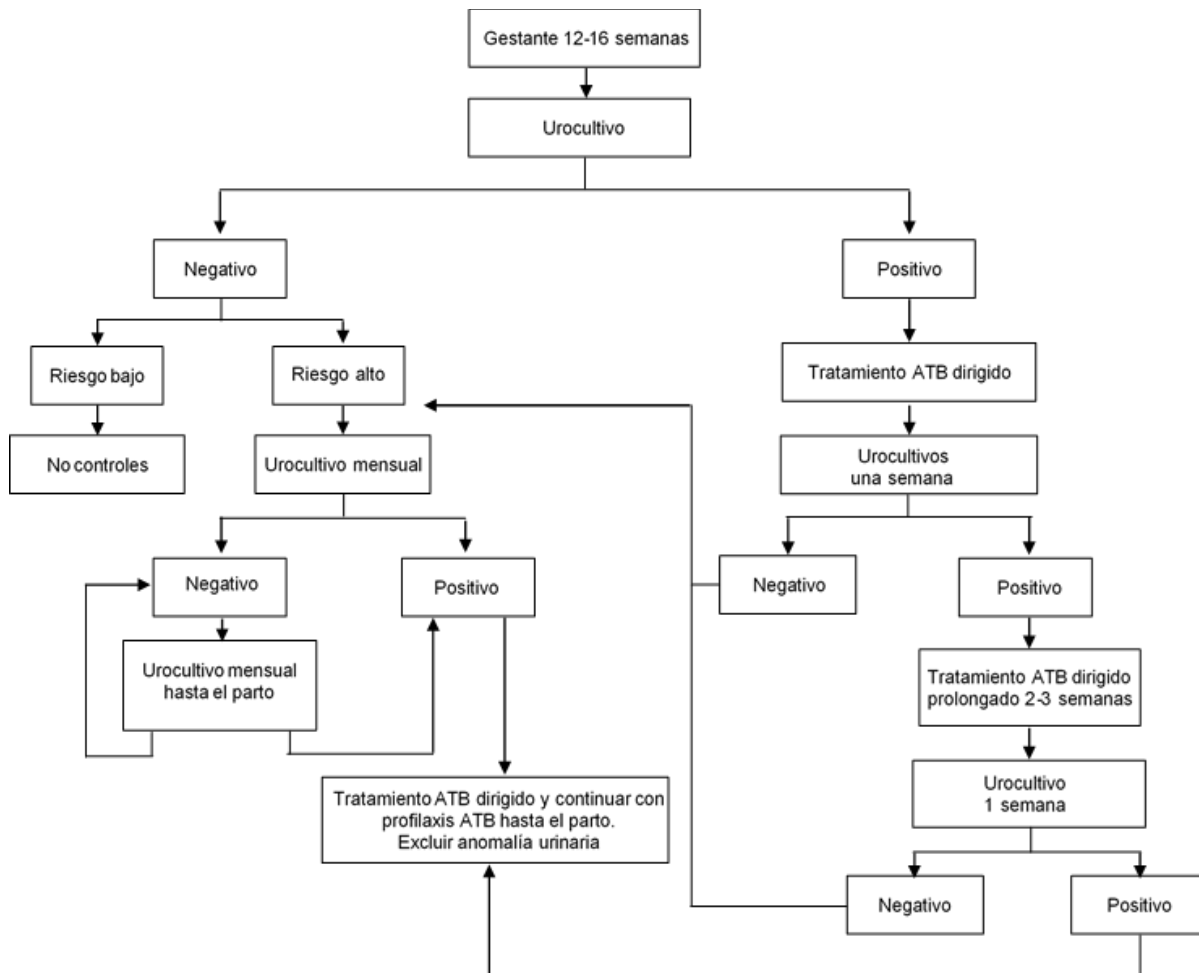 Gestante 12-16 semanas
Urocultivo
Negativo
Positivo
Riesgo bajo
Riesgo alto
Tratamiento ATB dirigido
No controles
Urocultivo mensual
Urocultivos
una semana
Negativo
Positivo
Negativo
Positivo
Urocultivo mensual
hasta el parto
Tratamiento ATB dirigido
prolongado 2-3 semanas
Tratamiento ATB dirigido y continuar con
profilaxis ATB hasta el parto.
Excluir anomalía urinaria
Urocultivo
1 semana
Negativo
Positivo